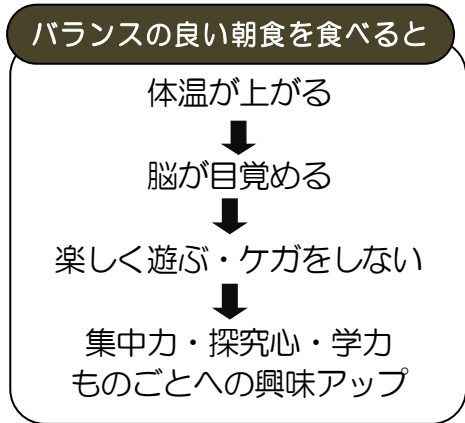 バランスの良い朝食を食べると
体温が上がる
脳が目覚める
楽しく遊ぶ・ケガをしない
集中力・探究心・学力
ものごとへの興味アップ